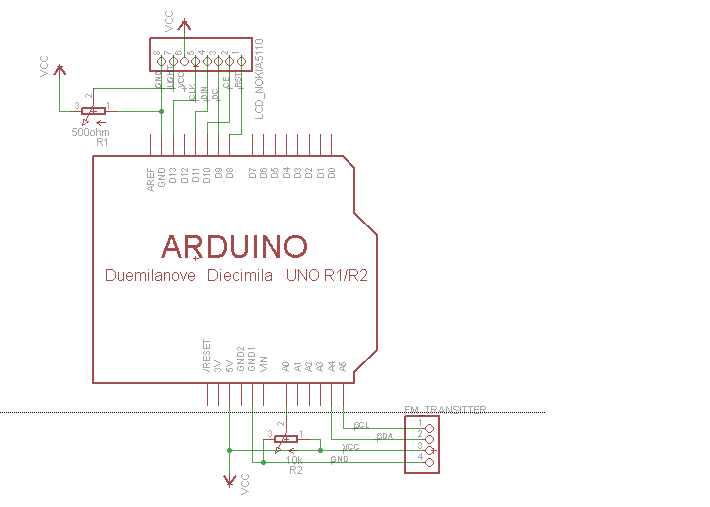 VCC
VCC
8 7 6 5 4 3 2 1
GND LIGHT VCC CLK DIN DC CE RST
LCD_NOKIA5110
3 2 1
500ohm
R1
AREF GND D13 D12 D11 D10 D9 D8 D7 D6 D5 D4 D3 D2 D1 D0
ARDUINO
Duemilanove Diecimila UNO R1/R2
/RESET 3V 5V GND2 GND1 VIN A0 A1 A2 A3 A4 A5
FM_TRANSITTER
SCL 1
SDA 2
VCC 3
GND 4
3 2 1
10k
R2
VCC